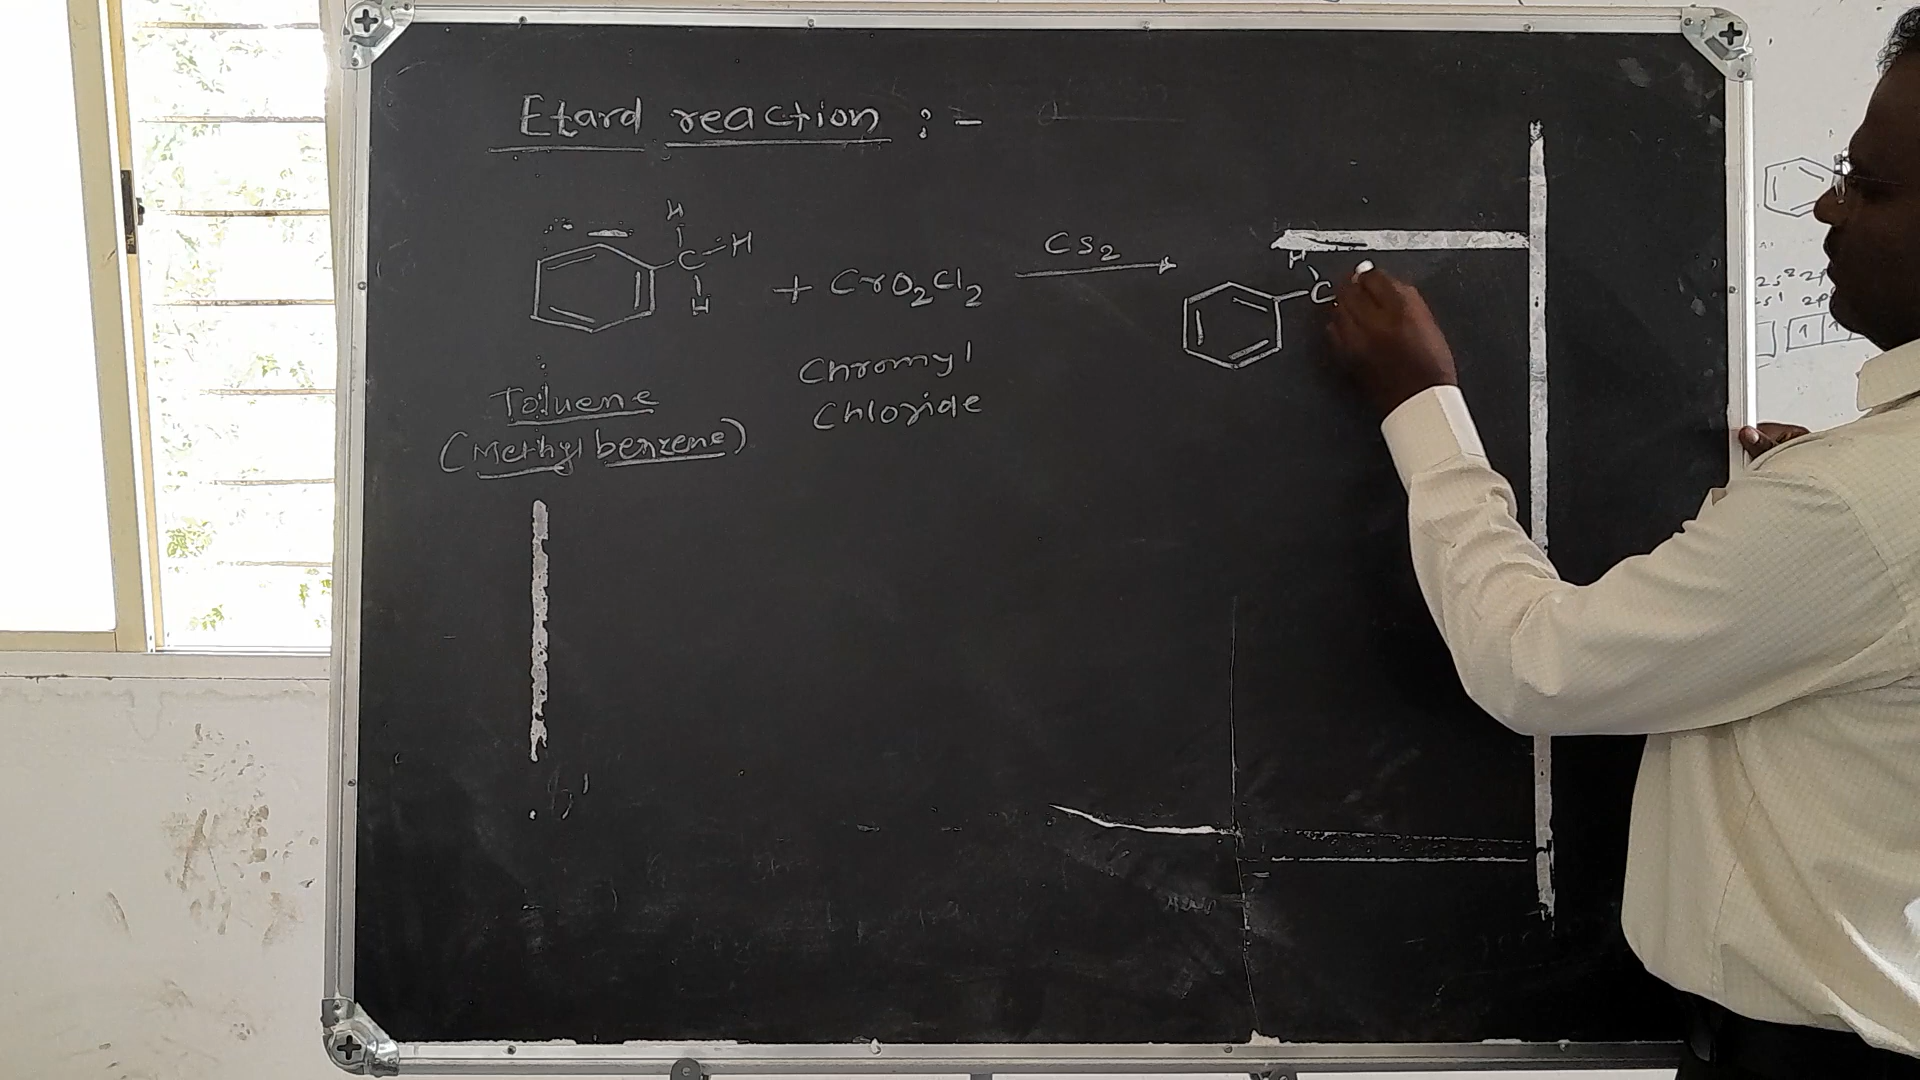 Etard reaction :-
H
C-H
H
+ CrO2Cl2
CS2
H
C
Toluene
(Methyl benzene)
Chromyl
Chloride